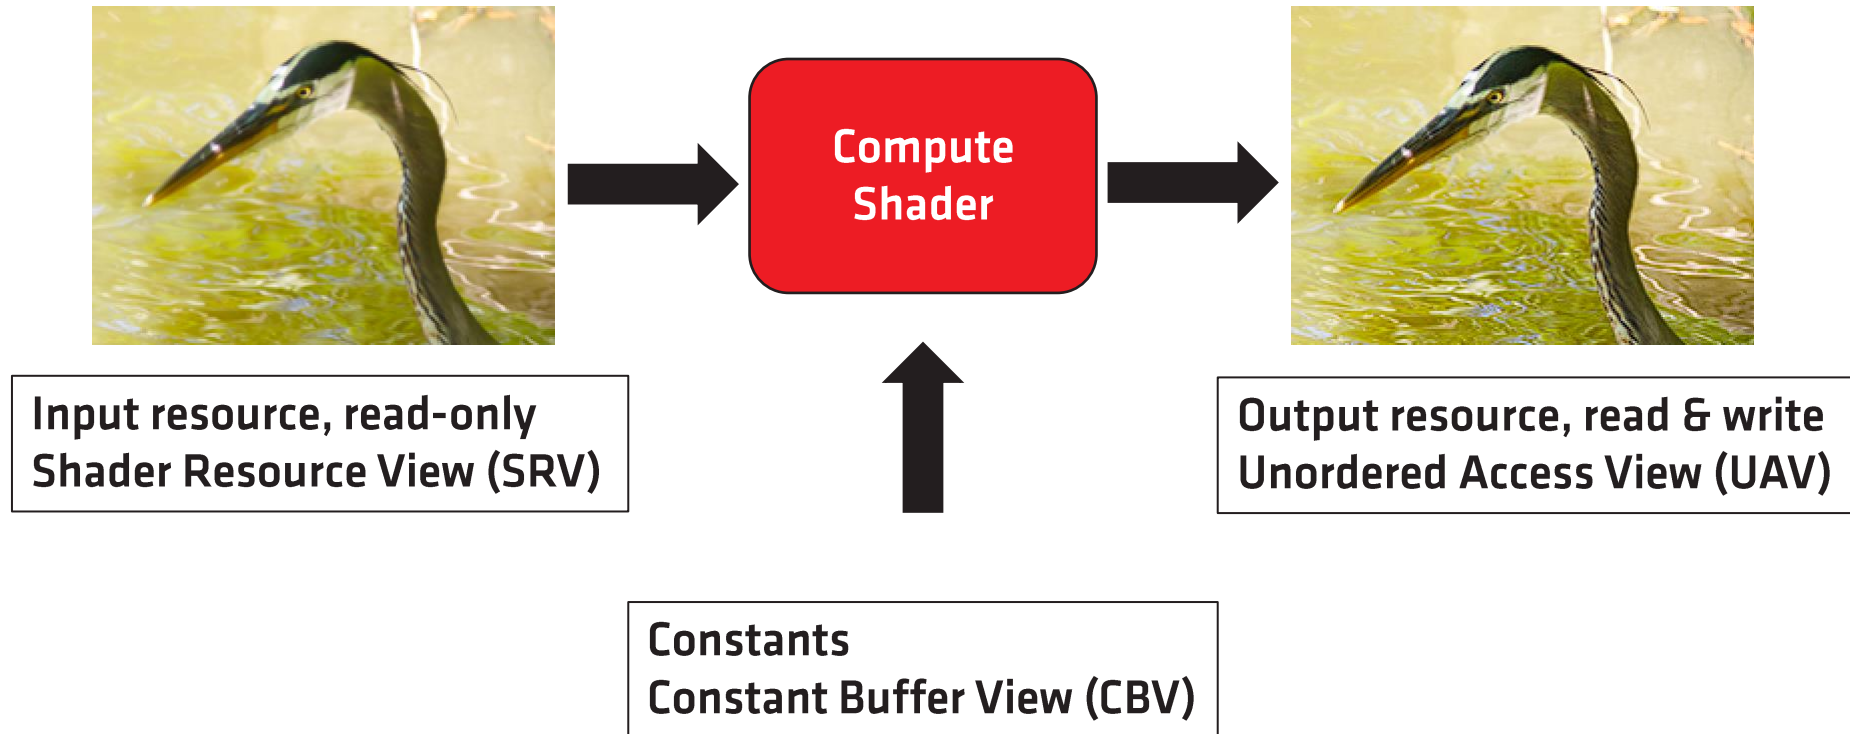 Compute
Shader
Input resource, read-only
Shader Resource View (SRV)
Output resource, read & write
Unordered Access View (UAV)
Constants
Constant Buffer View (CBV)